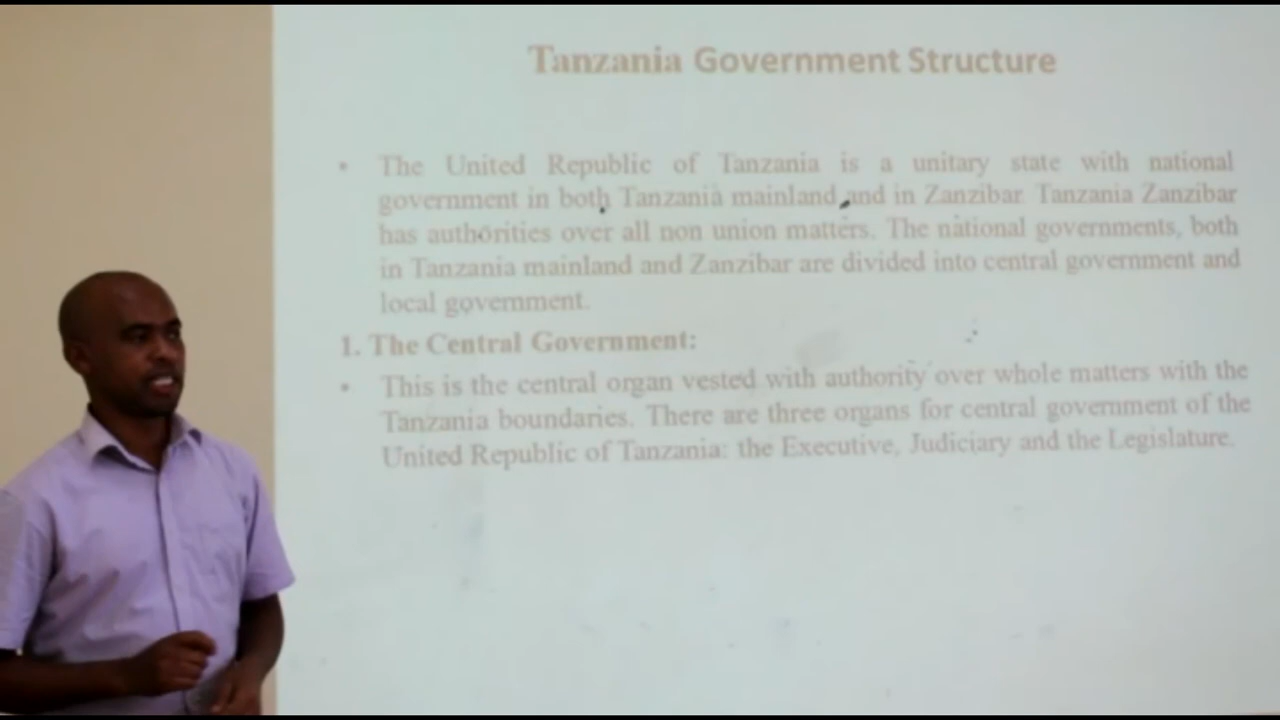 Tanzania Government Structure
• The United Republic of Tanzania is a unitary state with national
government in both Tanzania mainland and in Zanzibar. Tanzania Zanzibar
has authorities over all non union matters. The national governments, both
in Tanzania mainland and Zanzibar are divided into central government and
local government.
1. The Central Government:
• This is the central organ vested with authority over whole matters with the
Tanzania boundaries. There are three organs for central government of the
United Republic of Tanzania: the Executive, Judiciary and the Legislature.